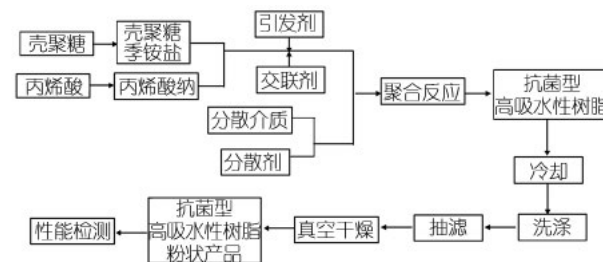 壳聚糖
壳聚糖
季铵盐
引发剂
丙烯酸
丙烯酸纳
交联剂
分散介质
分散剂
聚合反应
抗菌型
高吸水性树脂
冷却
洗涤
抽滤
真空干燥
抗菌型
高吸水性树脂
粉状产品
性能检测